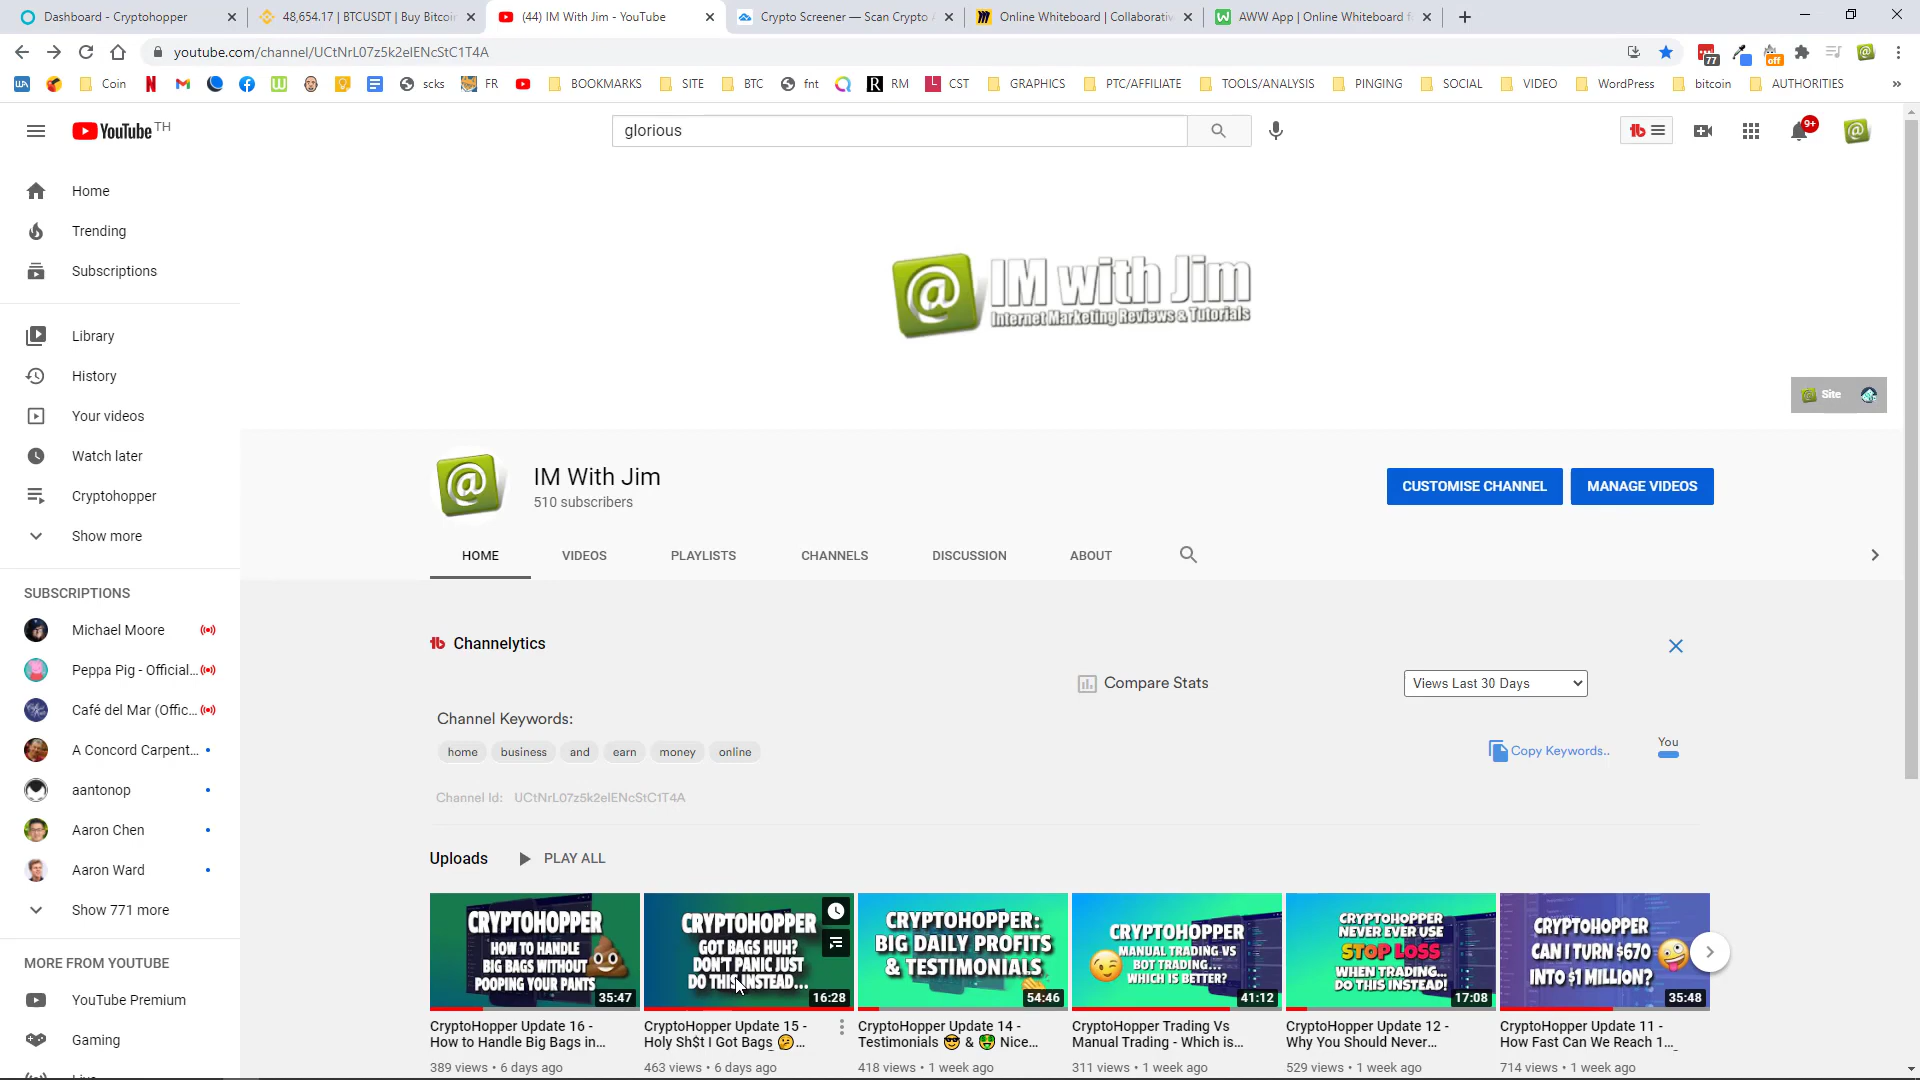 Dashboard - Cryptohopper
48,654.17 | BTCUSDT | Buy Bitcoin
(44) IM With Jim - YouTube
Crypto Screener — Scan Crypto
Online Whiteboard | Collaborativ
AWW App | Online Whiteboard f
youtube.com/channel/UCtNrL07z5k2elENcStC1T4A
77
off
Coin
scks
FR
BOOKMARKS
SITE
BTC
fnt
RM
CST
GRAPHICS
PTC/AFFILIATE
TOOLS/ANALYSIS
PINGING
SOCIAL
VIDEO
WordPress
bitcoin
AUTHORITIES
YouTube TH
glorious
9+
Home
Trending
Subscriptions
Library
History
Your videos
Watch later
Cryptohopper
Show more
SUBSCRIPTIONS
Michael Moore
Peppa Pig - Official...
Café del Mar (Offic...
A Concord Carpent...
aantonop
Aaron Chen
Aaron Ward
Show 771 more
MORE FROM YOUTUBE
YouTube Premium
Gaming
@ IM with Jim
Internet Marketing Reviews & Tutorials
Site
IM With Jim
510 subscribers
CUSTOMISE CHANNEL
MANAGE VIDEOS
HOME
VIDEOS
PLAYLISTS
CHANNELS
DISCUSSION
ABOUT
Channelytics
Compare Stats
Views Last 30 Days
Channel Keywords:
home business and earn money online
Copy Keywords..
You
Channel Id: UCtNrL07z5k2elENcStC1T4A
Uploads
PLAY ALL
CRYPTOHOPPER
HOW TO HANDLE
BIG BAGS WITHOUT
POOPING YOUR PANTS
35:47
CryptoHopper Update 16 -
How to Handle Big Bags in...
389 views • 6 days ago
CRYPTOHOPPER
GOT BAGS HUH?
DON'T PANIC JUST
DO THIS INSTEAD...
16:28
CryptoHopper Update 15 -
Holy Sh$t I Got Bags 🤕...
463 views • 6 days ago
CRYPTOHOPPER:
BIG DAILY PROFITS
& TESTIMONIALS
54:46
CryptoHopper Update 14 -
Testimonials 😎 & 🤑 Nice...
418 views • 1 week ago
CRYPTOHOPPER
MANUAL TRADING VS
BOT TRADING...
WHICH IS BETTER?
41:12
CryptoHopper Trading Vs
Manual Trading - Which is...
311 views • 1 week ago
CRYPTOHOPPER
NEVER EVER USE
STOP LOSS
WHEN TRADING...
DO THIS INSTEAD!
17:08
CryptoHopper Update 12 -
Why You Should Never...
529 views • 1 week ago
CRYPTOHOPPER
CAN I TURN $670
INTO $1 MILLION?
35:48
CryptoHopper Update 11 -
How Fast Can We Reach 1...
714 views • 1 week ago